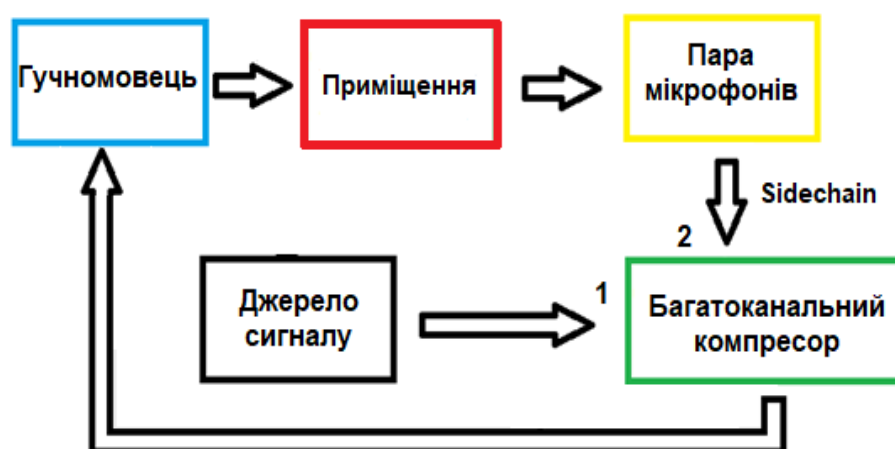 Гучномовець
Приміщення
Пара
мікрофонів
Sidechain
2
Джерело
сигналу
1
Багатоканальний
компресор